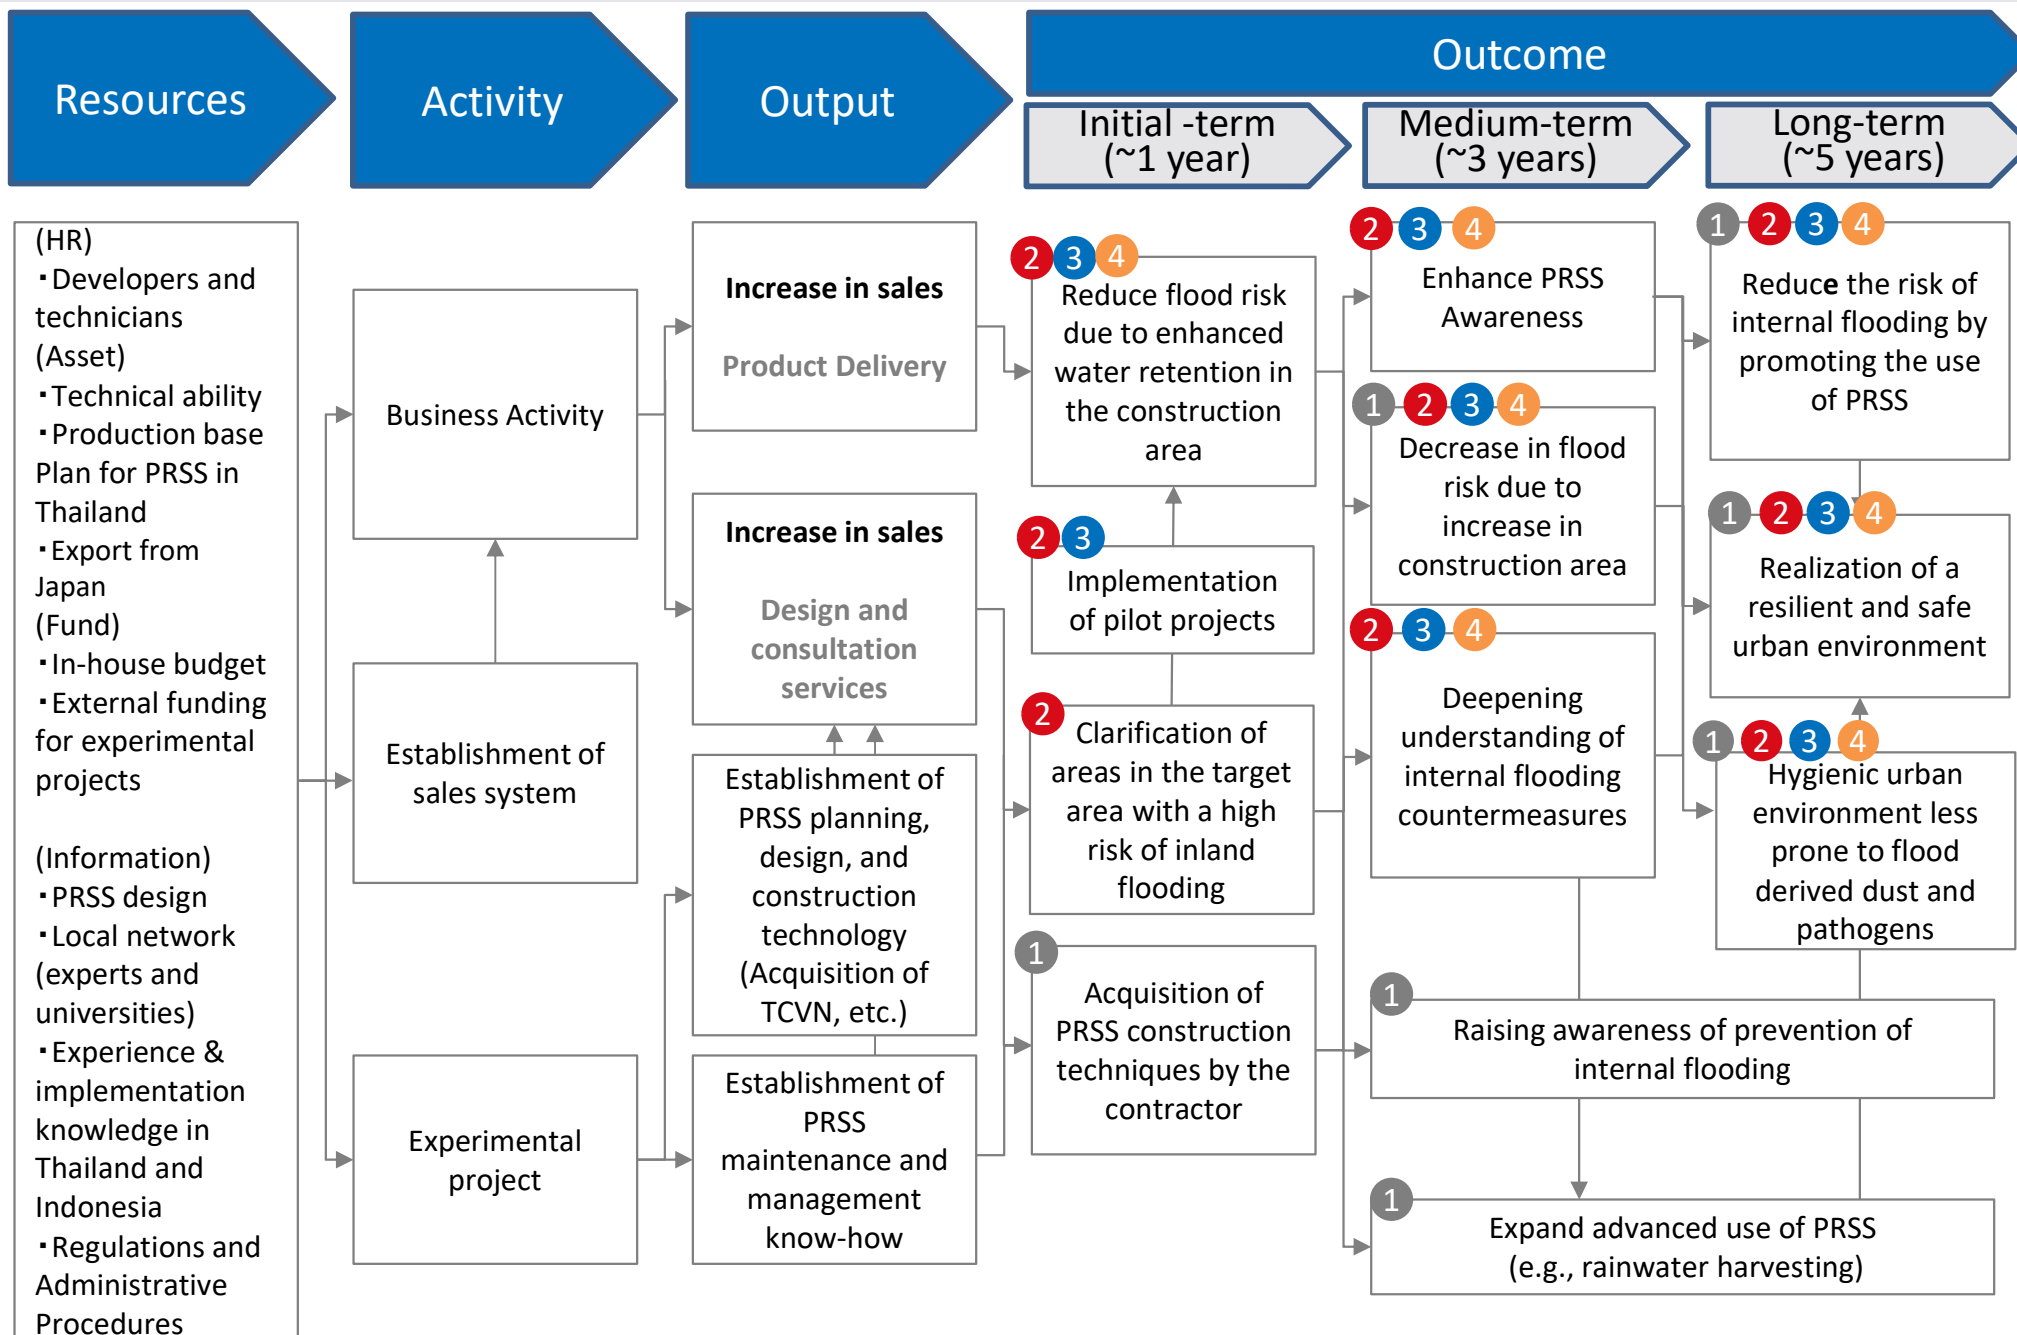 Resources
Activity
Output
Outcome
Initial -term
(~1 year)
Medium-term
(~3 years)
Long-term
(~5 years)
(HR)
・Developers and
technicians
(Asset)
・Technical ability
・Production base
Plan for PRSS in
Thailand
・Export from
Japan
(Fund)
・In-house budget
・External funding
for experimental
projects
(Information)
・PRSS design
・Local network
(experts and
universities)
・Experience &
implementation
knowledge in
Thailand and
Indonesia
・Regulations and
Administrative
Procedures
Business Activity
Establishment of
sales system
Experimental
project
Increase in sales
Product Delivery
Increase in sales
Design and
consultation
services
Establishment of
PRSS planning,
design, and
construction
technology
(Acquisition of
TCVN, etc.)
Establishment of
PRSS
maintenance and
management
know-how
2 3 4
Reduce flood risk
due to enhanced
water retention in
the construction
area
2 3
Implementation
of pilot projects
2
Clarification of
areas in the target
area with a high
risk of inland
flooding
1
Acquisition of
PRSS construction
techniques by the
contractor
2 3 4
Enhance PRSS
Awareness
1 2 3 4
Decrease in flood
risk due to
increase in
construction area
2 3 4
Deepening
understanding of
internal flooding
countermeasures
1
Raising awareness of prevention of
internal flooding
1
Expand advanced use of PRSS
(e.g., rainwater harvesting)
1 2 3 4
Reduce the risk of
internal flooding by
promoting the use
of PRSS
1 2 3 4
Realization of a
resilient and safe
urban environment
1 2 3 4
Hygienic urban
environment less
prone to flood
derived dust and
pathogens